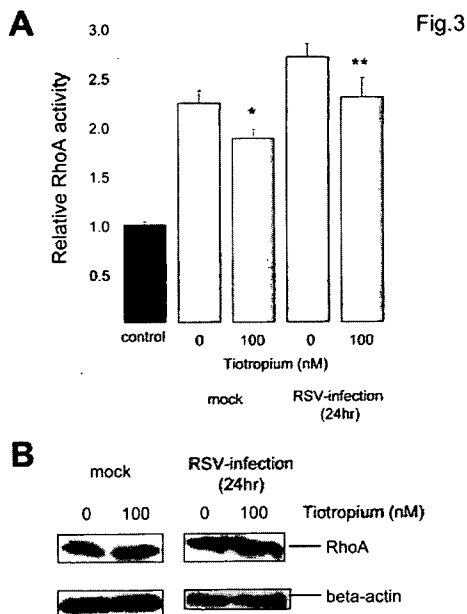 A
Fig.3
3.0
2.5
2.0
1.5
1.0
0.5
Relative RhoA activity
*
**
control 0 100 0 100
Tiotropium (nM)
mock RSV-infection
(24hr)
B
mock RSV-infection
(24hr)
0 100 0 100 Tiotropium (nM)
RhoA
beta-actin